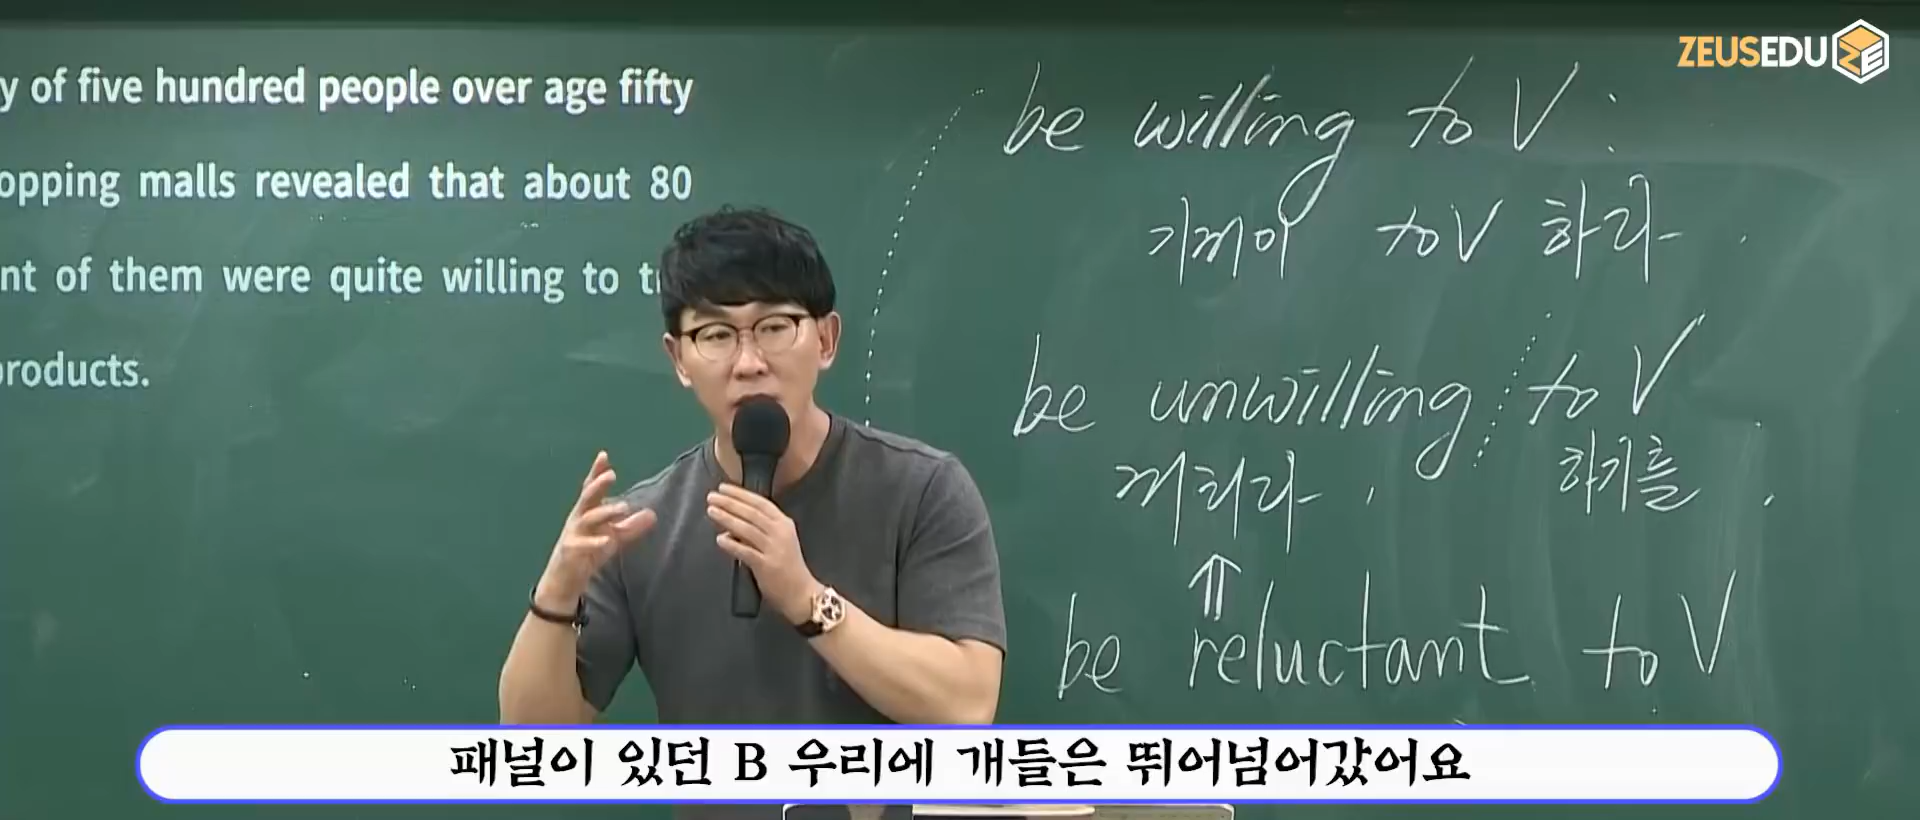 ZEUSEDU
y of five hundred people over age fifty
opping malls revealed that about 80
nt of them were quite willing to
products.
be willing to V :
기꺼이 to V 하다
be unwilling to V
꺼리다, 하기를
⇑
be reluctant to V
패널이 있던 B 우리에 개들은 뛰어넘어갔어요